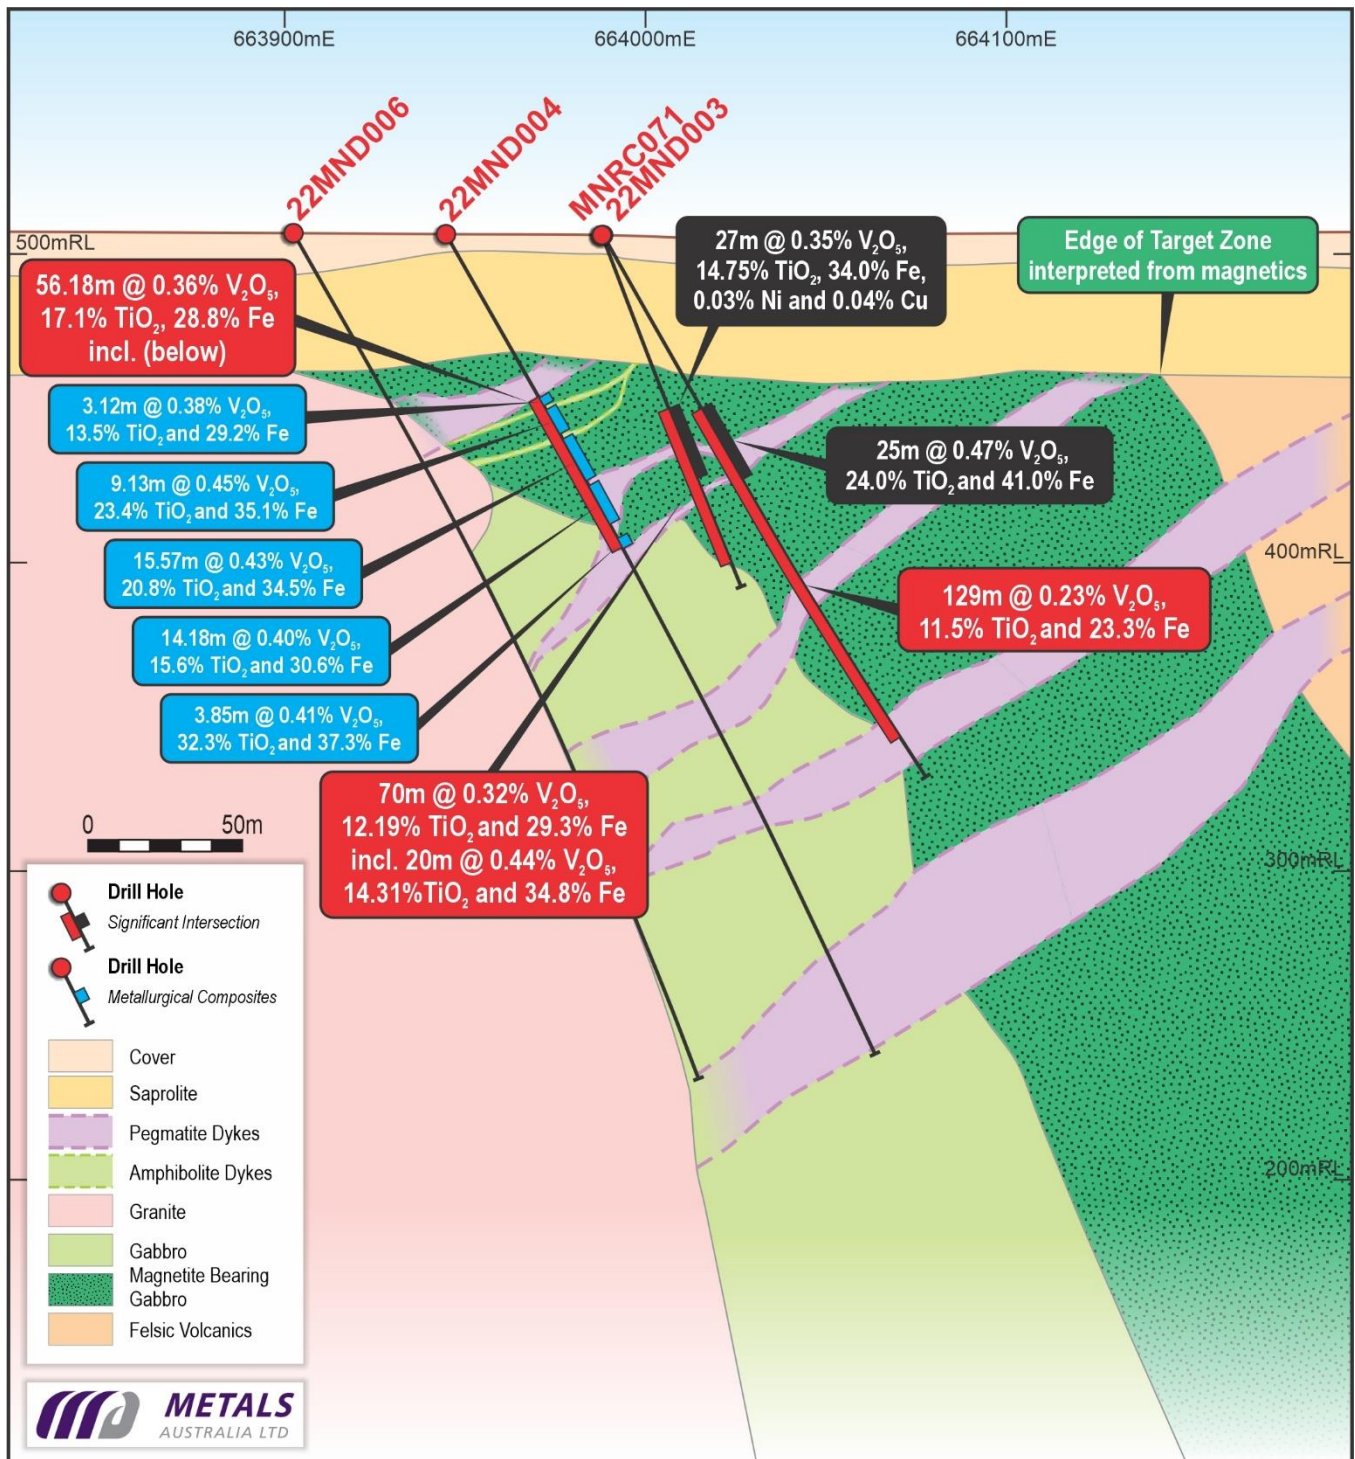 663900mE
664000mE
664100mE
22MND006
22MND004
MNRC071
22MND003
500mRL
56.18m @ 0.36% V₂O₅,
17.1% TiO₂, 28.8% Fe
incl. (below)
27m @ 0.35% V₂O₅,
14.75% TiO₂, 34.0% Fe,
0.03% Ni and 0.04% Cu
Edge of Target Zone
interpreted from magnetics
3.12m @ 0.38% V₂O₅,
13.5% TiO₂ and 29.2% Fe
25m @ 0.47% V₂O₅,
24.0% TiO₂ and 41.0% Fe
9.13m @ 0.45% V₂O₅,
23.4% TiO₂ and 35.1% Fe
400mRL
15.57m @ 0.43% V₂O₅,
20.8% TiO₂ and 34.5% Fe
129m @ 0.23% V₂O₅,
11.5% TiO₂ and 23.3% Fe
14.18m @ 0.40% V₂O₅,
15.6% TiO₂ and 30.6% Fe
3.85m @ 0.41% V₂O₅,
32.3% TiO₂ and 37.3% Fe
70m @ 0.32% V₂O₅,
12.19% TiO₂ and 29.3% Fe
incl. 20m @ 0.44% V₂O₅,
14.31%TiO₂ and 34.8% Fe
0 50m
300mRL
Drill Hole
Significant Intersection
Drill Hole
Metallurgical Composites
Cover
Saprolite
Pegmatite Dykes
Amphibolite Dykes
Granite
Gabbro
Magnetite Bearing
Gabbro
Felsic Volcanics
200mRL
METALS
AUSTRALIA LTD